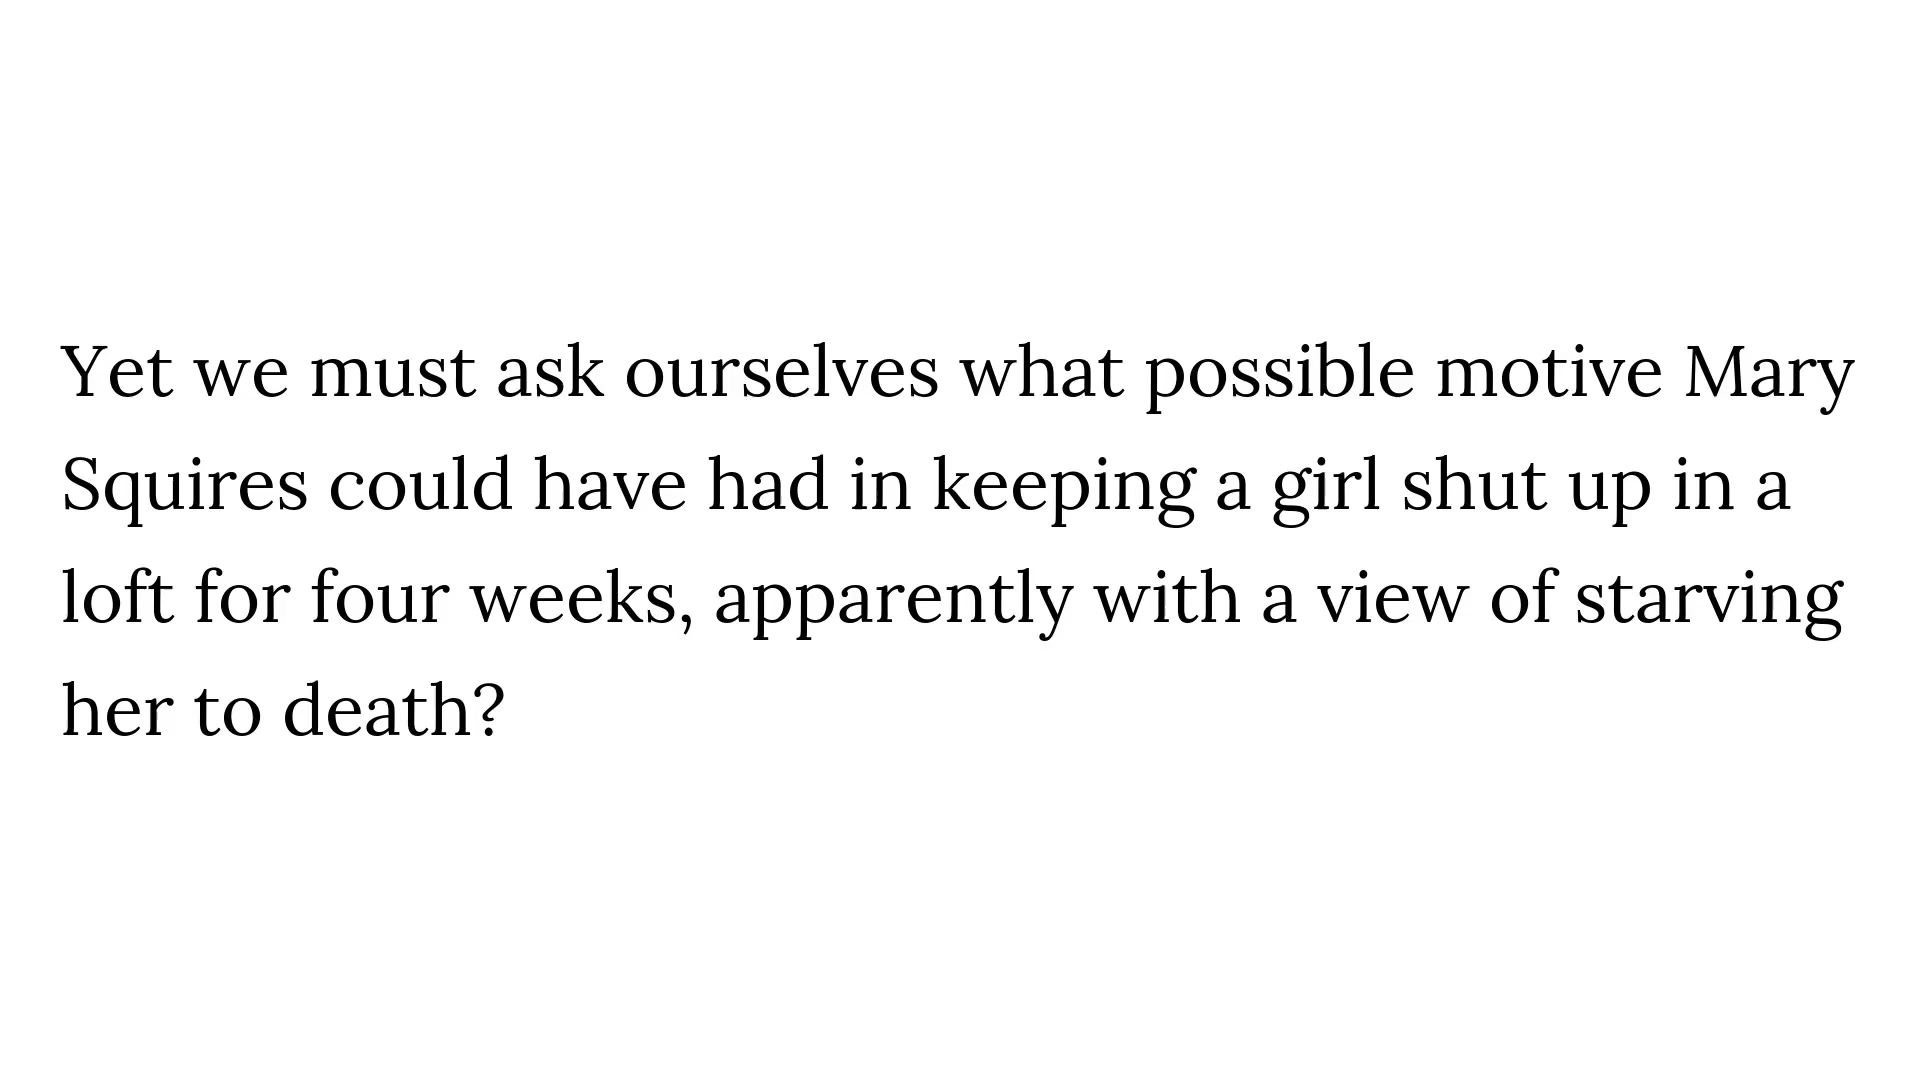 Yet we must ask ourselves what possible motive Mary
Squires could have had in keeping a girl shut up in a
loft for four weeks, apparently with a view of starving
her to death?